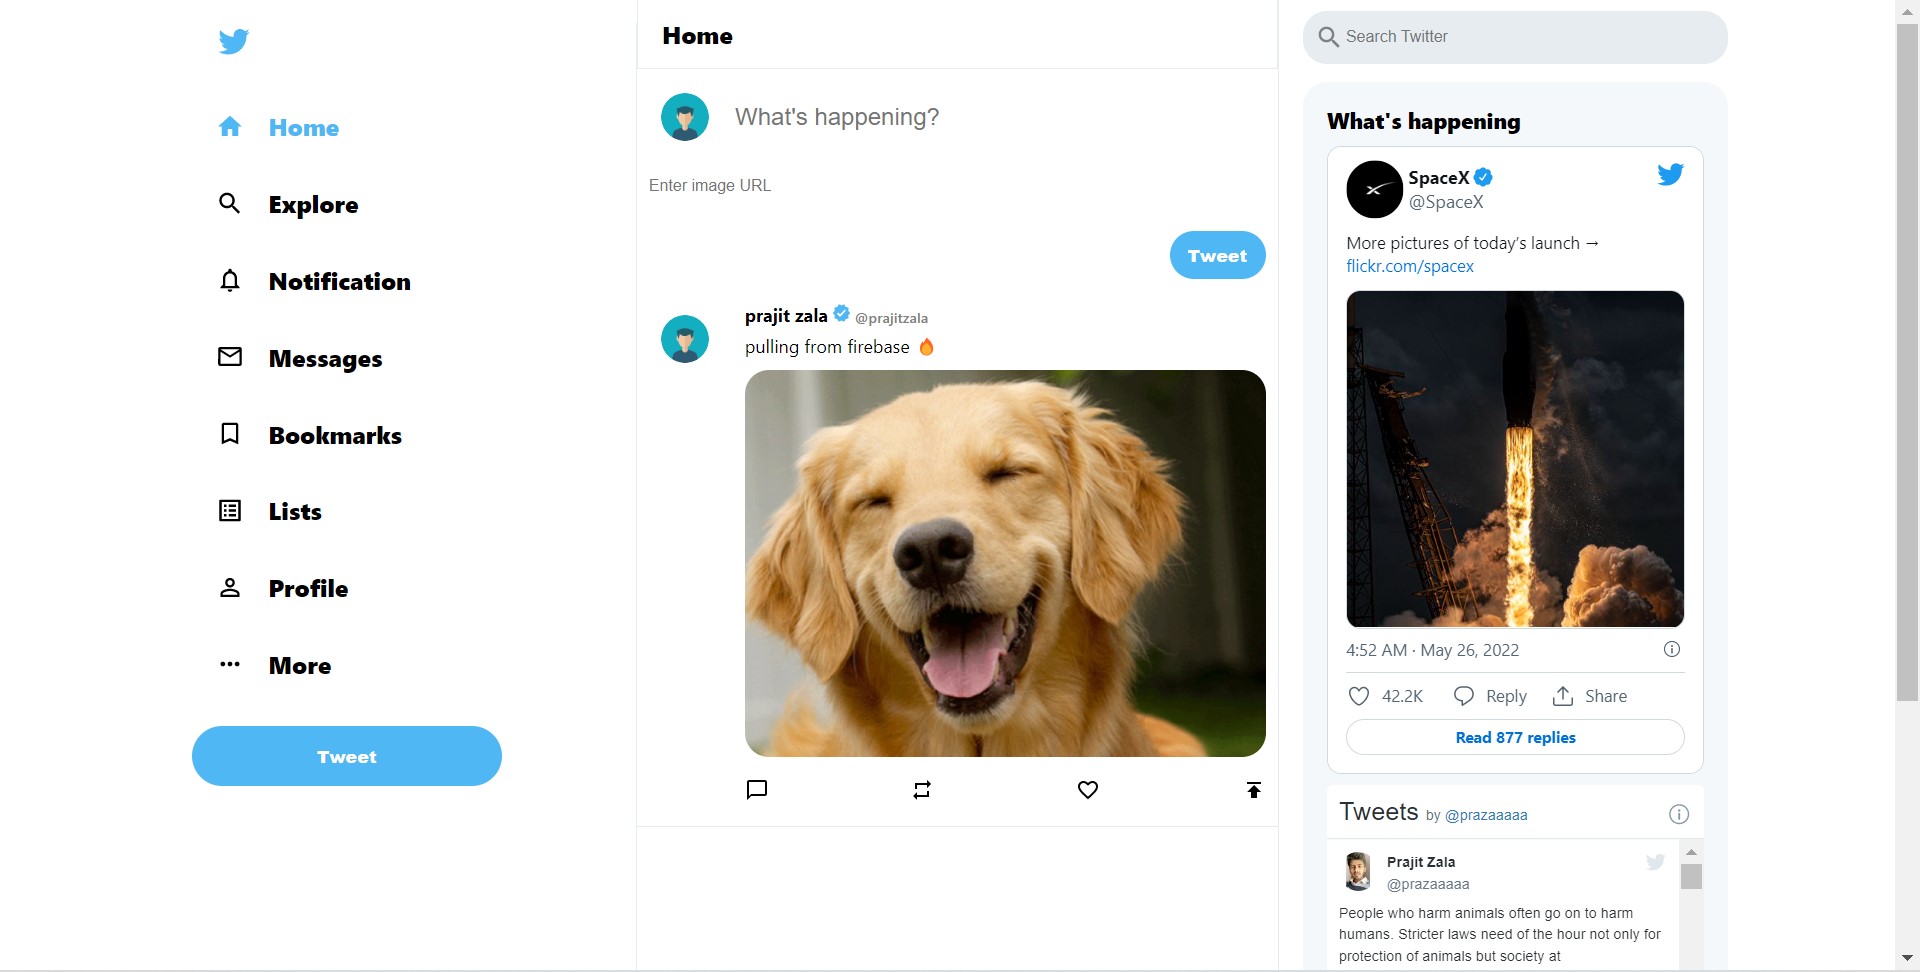 Home
Explore
Notification
Messages
Bookmarks
Lists
Profile
More
Tweet
Home
What's happening?
Enter image URL
Tweet
prajit zala @prajitzala
pulling from firebase 🔥
Search Twitter
What's happening
SpaceX
@SpaceX
More pictures of today's launch →
flickr.com/spacex
4:52 AM · May 26, 2022
42.2K Reply Share
Read 877 replies
Tweets by @prazaaaaa
Prajit Zala
@prazaaaaa
People who harm animals often go on to harm
humans. Stricter laws need of the hour not only for
protection of animals but society at